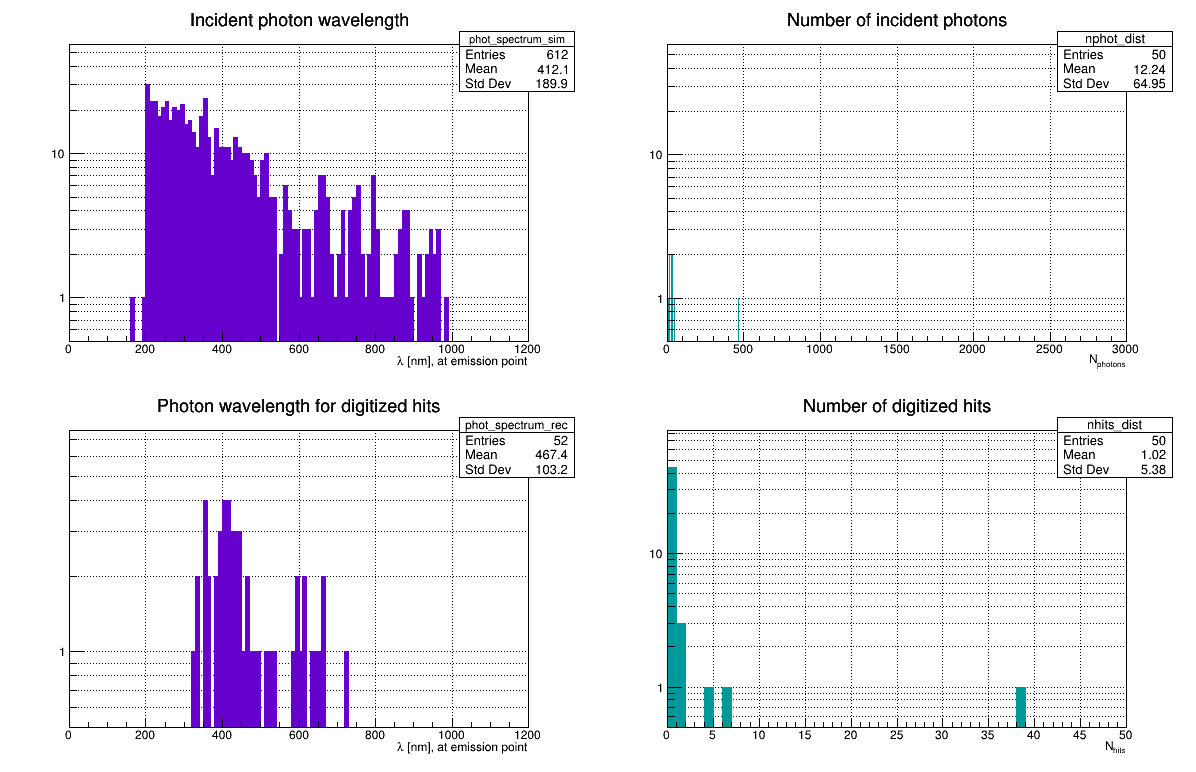 Incident photon wavelength
phot_spectrum_sim
Entries 612
Mean 412.1
Std Dev 189.9
10
1
0 200 400 600 800 1000 1200
λ [nm], at emission point
Number of incident photons
nphot_dist
Entries 50
Mean 12.24
Std Dev 64.95
10
1
0 500 1000 1500 2000 2500 3000
Nphotons
Photon wavelength for digitized hits
phot_spectrum_rec
Entries 52
Mean 467.4
Std Dev 103.2
1
0 200 400 600 800 1000 1200
λ [nm], at emission point
Number of digitized hits
nhits_dist
Entries 50
Mean 1.02
Std Dev 5.38
10
1
0 5 10 15 20 25 30 35 40 45 50
Nhits